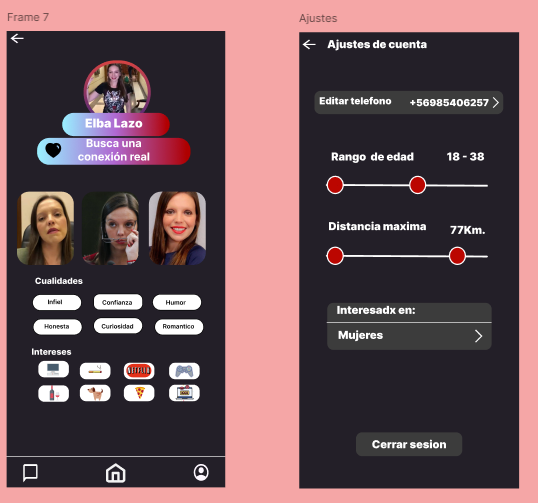 Frame 7
Elba Lazo
Busca una
conexión real
Cualidades
Infiel
Confianza
Humor
Honesta
Curiosidad
Romantico
Intereses
NETFLIX
Ajustes
Ajustes de cuenta
Editar telefono +56985406257
Rango de edad 18 - 38
Distancia maxima 77Km.
Interesadx en:
Mujeres
Cerrar sesion